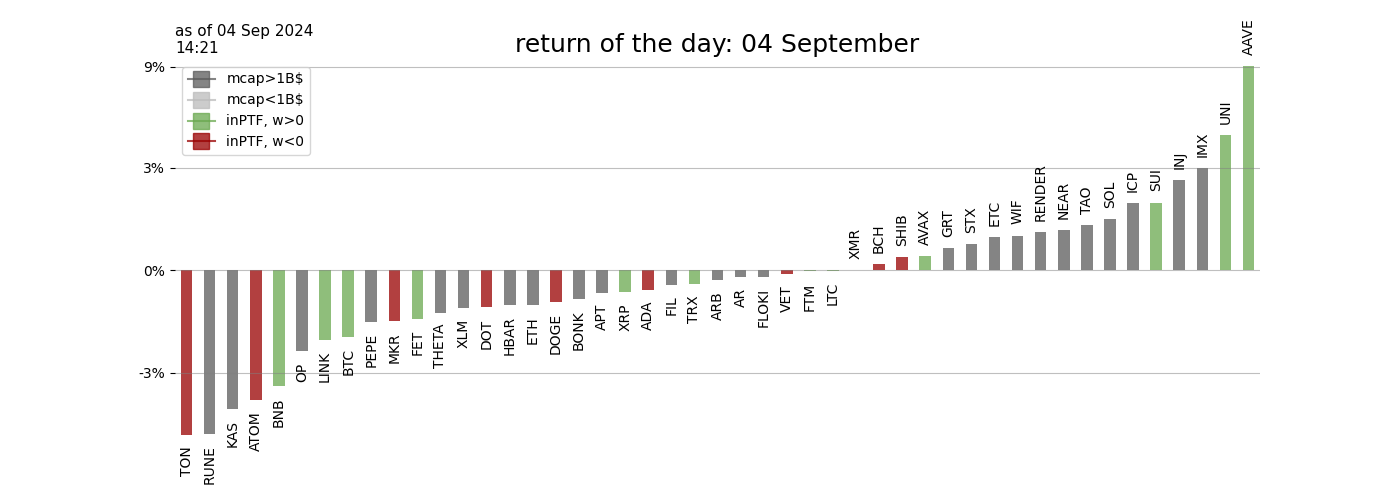 as of 04 Sep 2024
14:21
return of the day: 04 September
9%
3%
0%
-3%
mcap>1B$
mcap<1B$
inPTF, w>0
inPTF, w<0
TON
RUNE
KAS
ATOM
BNB
OP
LINK
BTC
PEPE
MKR
FET
THETA
XLM
DOT
HBAR
ETH
DOGE
BONK
APT
XRP
ADA
FIL
TRX
ARB
AR
FLOKI
VET
FTM
LTC
XMR
BCH
SHIB
AVAX
GRT
STX
ETC
WIF
RENDER
NEAR
TAO
SOL
ICP
SUI
INJ
IMX
UNI
AAVE